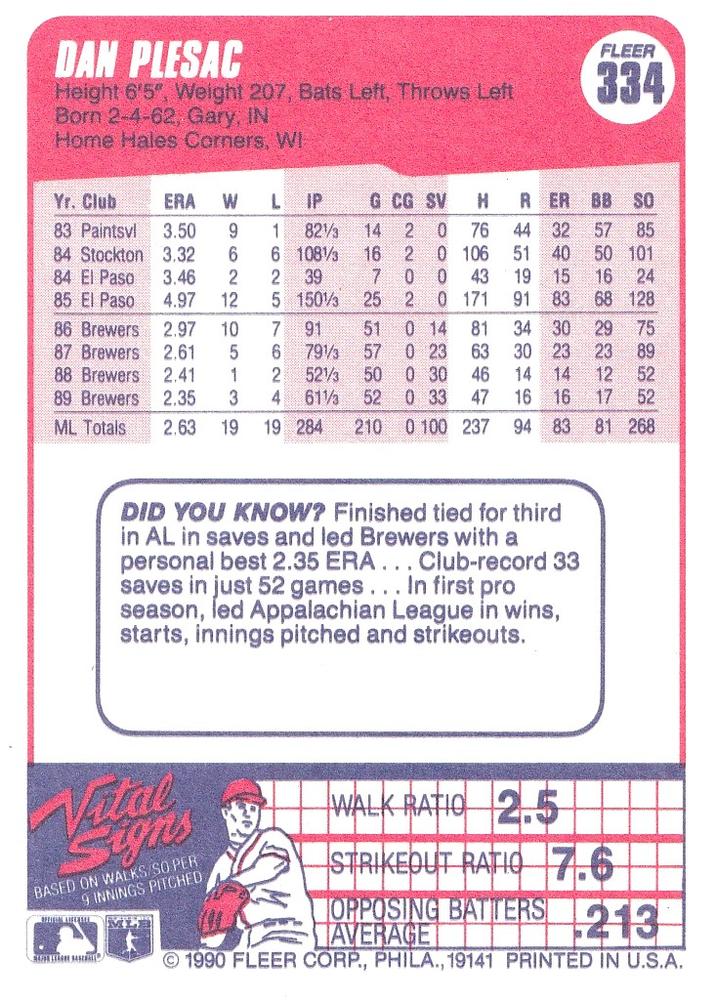 DAN PLESAC
FLEER
334
Height 6'5", Weight 207, Bats Left, Throws Left
Born 2-4-62, Gary, IN
Home Hales Corners, WI
Yr. Club ERA W L IP G CG SV H R ER BB SO
83 Paintsvl 3.50 9 1 82⅓ 14 2 0 76 44 32 57 85
84 Stockton 3.32 6 6 108⅓ 16 2 0 106 51 40 50 101
84 El Paso 3.46 2 2 39 7 0 0 43 19 15 16 24
85 El Paso 4.97 12 5 150⅓ 25 2 0 171 91 83 68 128
86 Brewers 2.97 10 7 91 51 0 14 81 34 30 29 75
87 Brewers 2.61 5 6 79⅓ 57 0 23 63 30 23 23 89
88 Brewers 2.41 1 2 52⅓ 50 0 30 46 14 14 12 52
89 Brewers 2.35 3 4 61⅓ 52 0 33 47 16 16 17 52
ML Totals 2.63 19 19 284 210 0 100 237 94 83 81 268
DID YOU KNOW? Finished tied for third
in AL in saves and led Brewers with a
personal best 2.35 ERA . . . Club-record 33
saves in just 52 games . . . In first pro
season, led Appalachian League in wins,
starts, innings pitched and strikeouts.
Vital
Signs
BASED ON WALKS/SO PER
9 INNINGS PITCHED
WALK RATIO 2.5
STRIKEOUT RATIO 7.6
OPPOSING BATTERS
AVERAGE .213
OFFICIAL LICENSEE
MAJOR LEAGUE BASEBALL
MLB
© 1990 FLEER CORP., PHILA., 19141 PRINTED IN U.S.A.